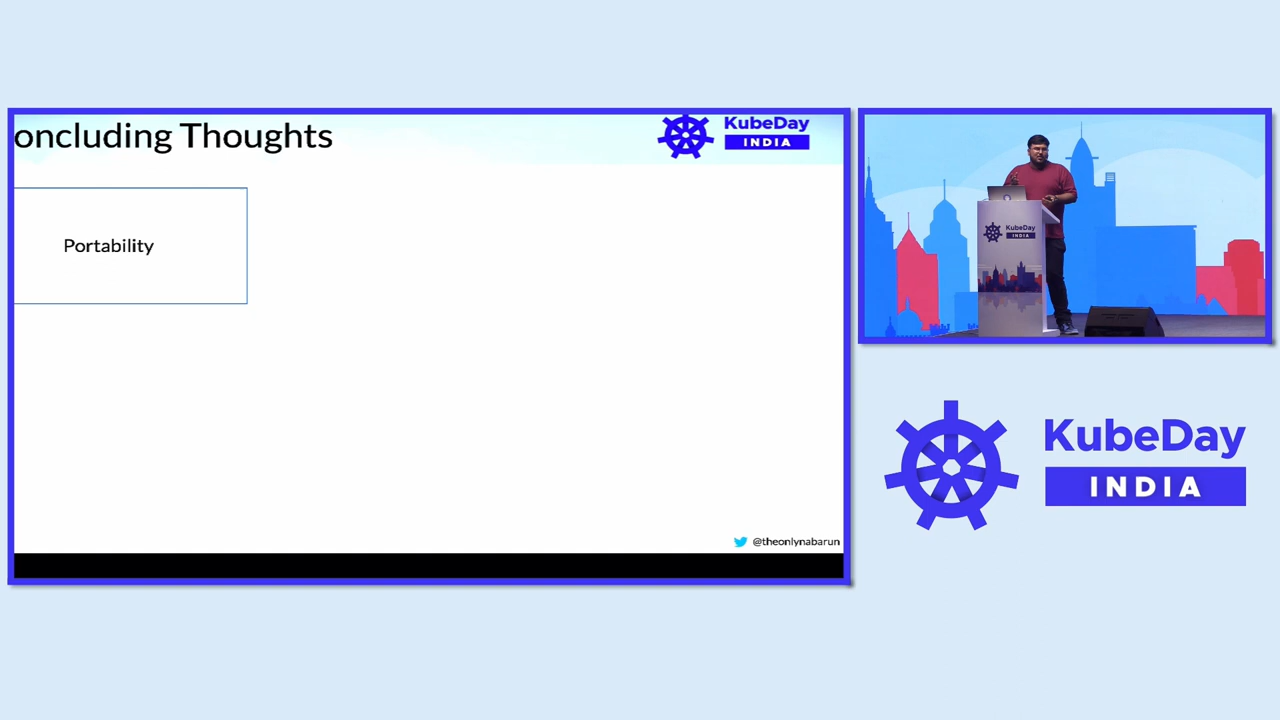 oncluding Thoughts
KubeDay
INDIA
Portability
@theonlynabarun
KubeDay
INDIA
KubeDay
INDIA